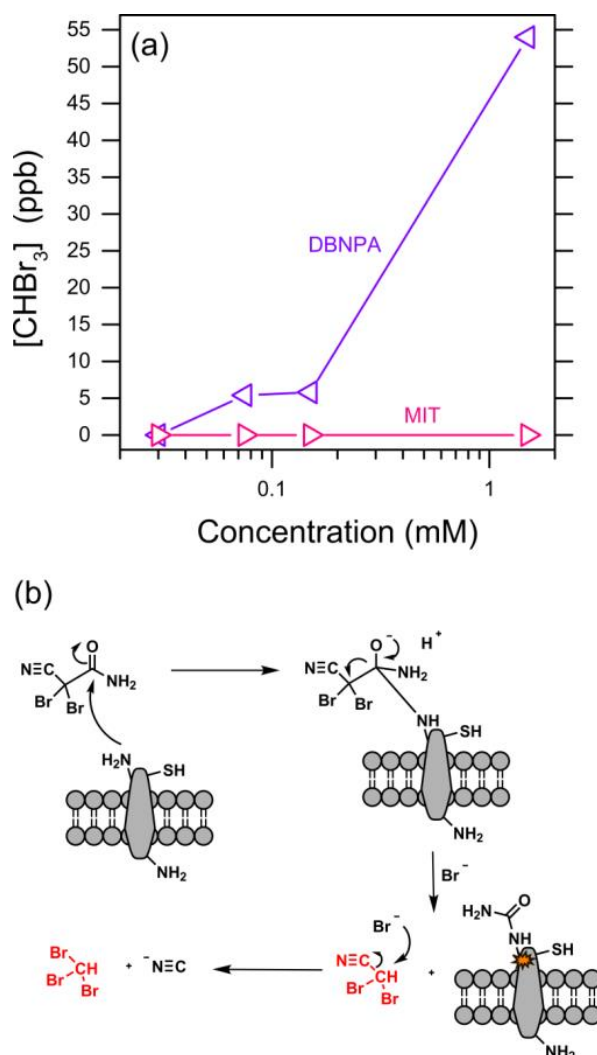 (a)
[CHBr3] (ppb)
55
50
45
40
35
30
25
20
15
10
5
0
DBNPA
MIT
0.1
1
Concentration (mM)
(b)
O
N≡C
NH2
Br
Br
H2N
SH
NH2
O-
H+
N≡C
NH2
Br
Br
NH
SH
NH2
Br-
O
H2N
NH
SH
NH2
Br-
N≡C
CH
Br
Br
+
Br
CH
Br
Br
+
-N≡C